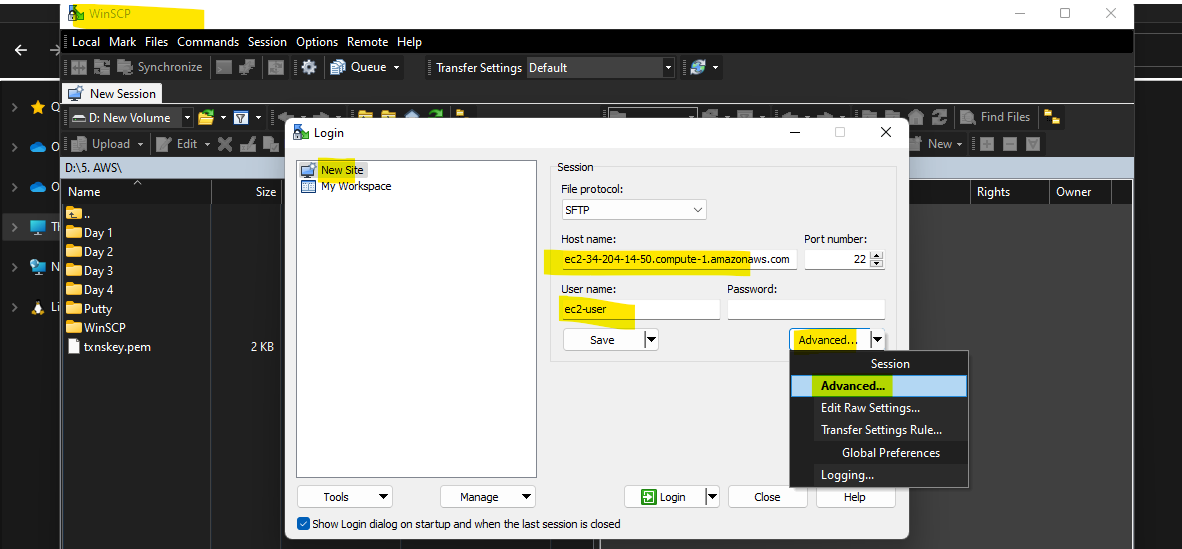 WinSCP
Local Mark Files Commands Session Options Remote Help
Synchronize Queue Transfer Settings Default
New Session
D: New Volume Find Files
Upload Edit New
D:\5. AWS\
Name Size
..
Day 1
Day 2
Day 3
Day 4
Putty
WinSCP
txnskey.pem 2 KB
Rights Owner
Login
New Site
My Workspace
Session
File protocol:
SFTP
Host name: Port number:
ec2-34-204-14-50.compute-1.amazonaws.com 22
User name: Password:
ec2-user
Save Advanced...
Session
Advanced...
Edit Raw Settings...
Transfer Settings Rule...
Global Preferences
Logging...
Tools Manage Login Close Help
Show Login dialog on startup and when the last session is closed